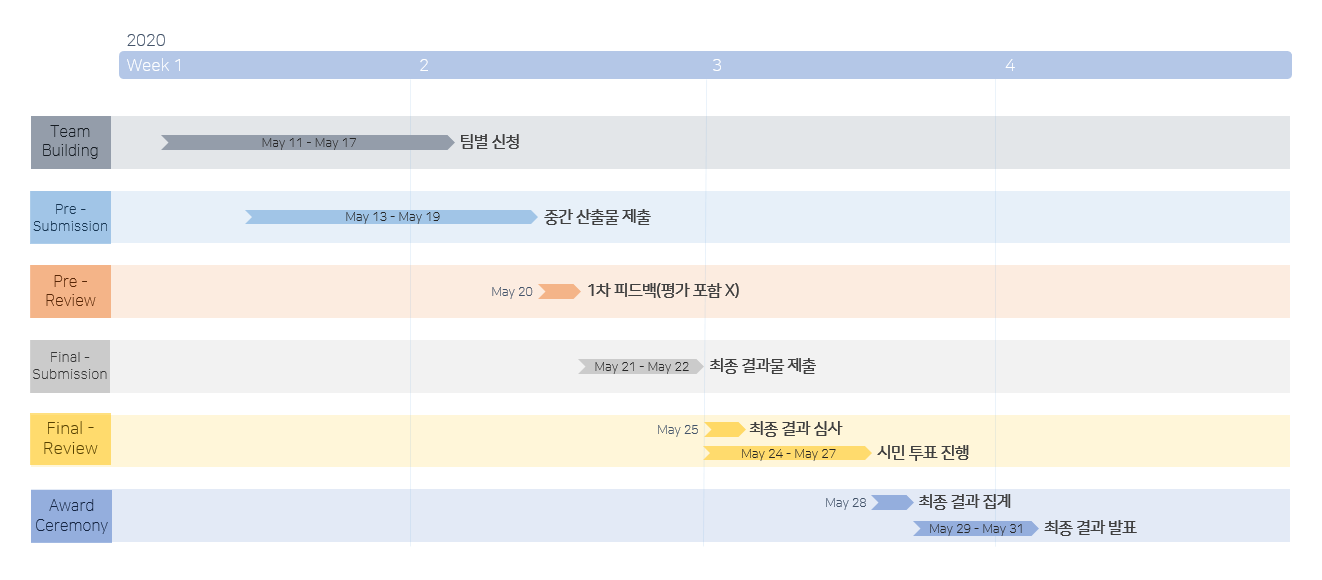 2020
Week 1 2 3 4
Team
Building
May 11 - May 17 팀별 신청
Pre -
Submission
May 13 - May 19 중간 산출물 제출
Pre -
Review
May 20 1차 피드백(평가 포함 X)
Final -
Submission
May 21 - May 22 최종 결과물 제출
Final -
Review
May 25 최종 결과 심사
May 24 - May 27 시민 투표 진행
Award
Ceremony
May 28 최종 결과 집계
May 29 - May 31 최종 결과 발표